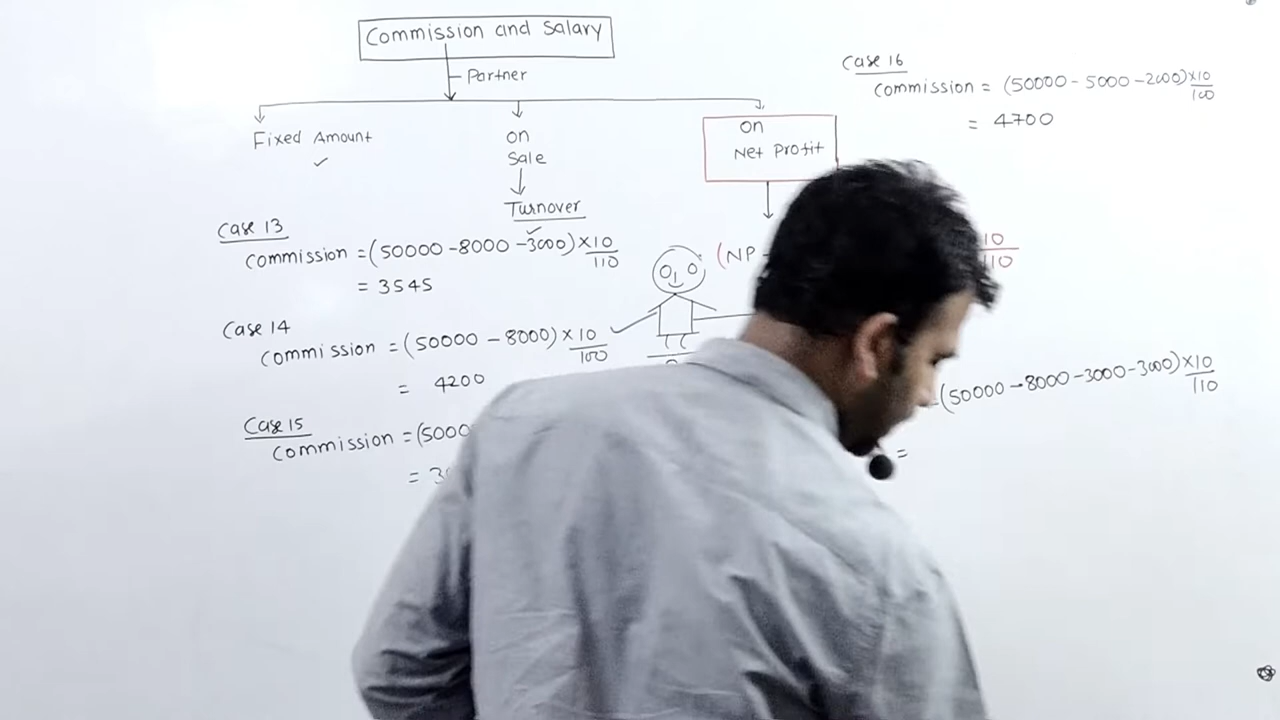 Commission and Salary
Partner
Fixed Amount
✓
on
Sale
Turnover
✓
on
Net Profit
(NP -
10
110
Case 13
Commission = (50000 - 8000 - 3000) × 10/110
= 3545
Case 14
Commission = (50000 - 8000) × 10/100
= 4200
Case 15
Commission = (5000
= 3
Case 16
Commission = (50000 - 5000 - 2000) × 10/100
= 4700
(50000 - 8000 - 3000 - 3000) × 10/110
=